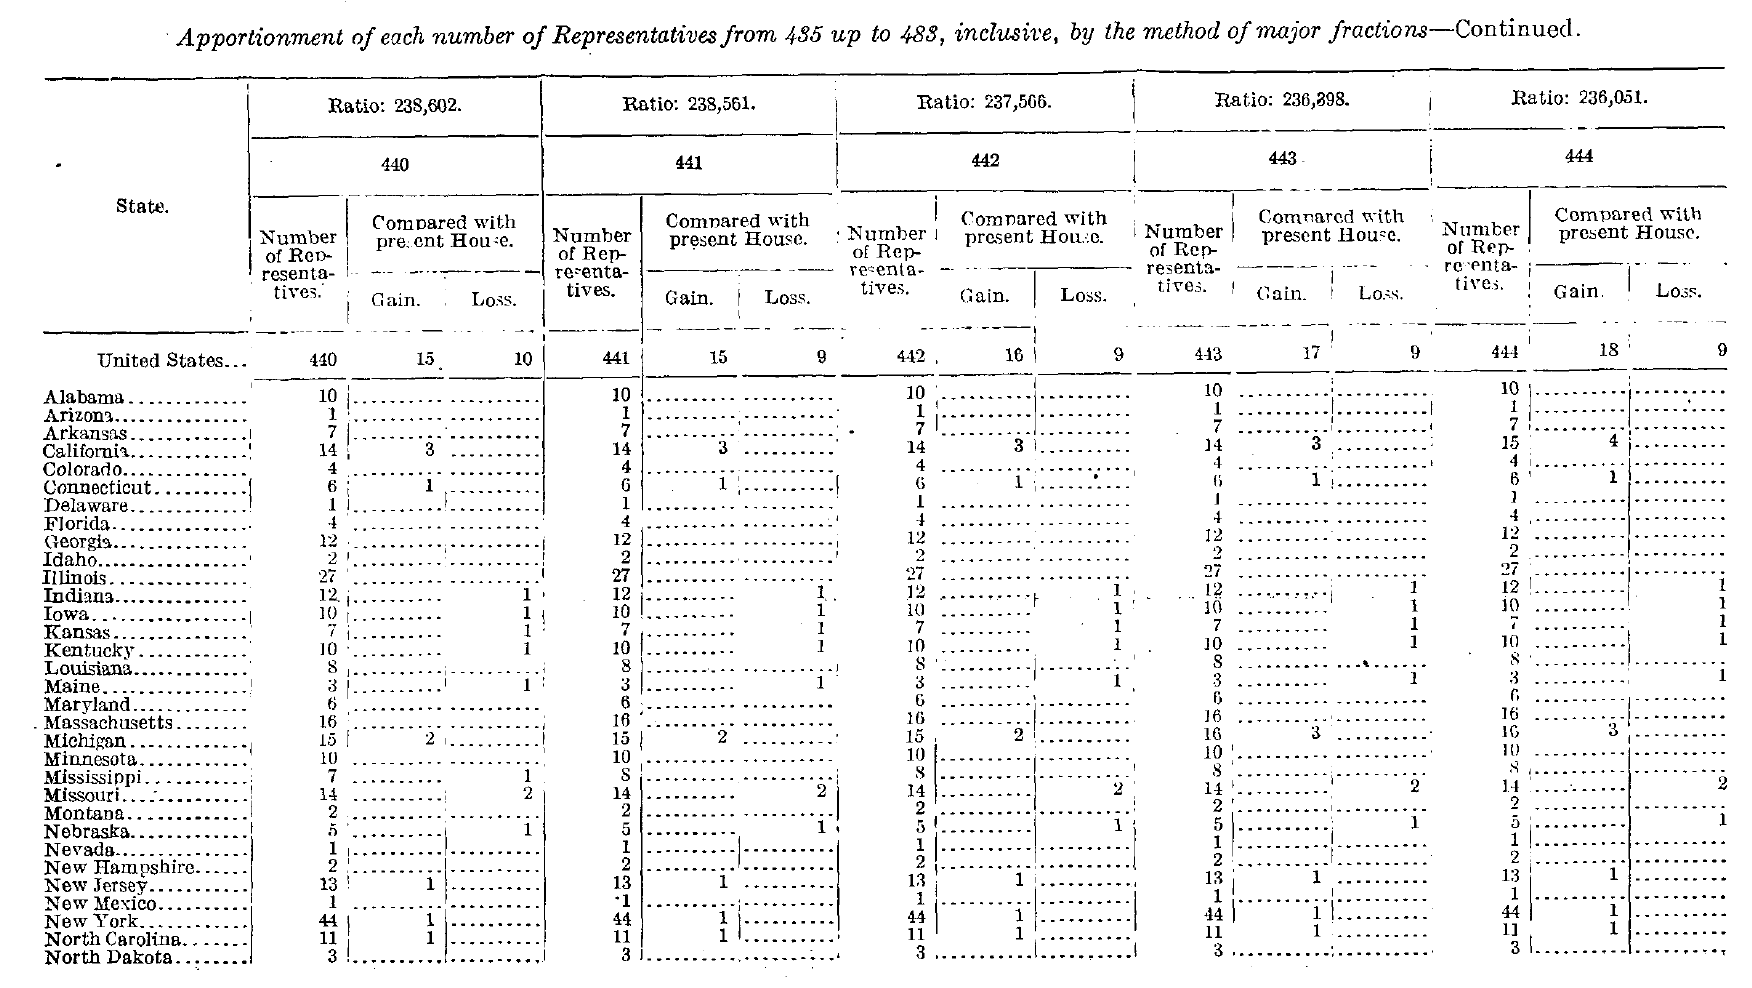 Apportionment of each number of Representatives from 435 up to 483, inclusive, by the method of major fractions—Continued.
State. Ratio: 238,602. Ratio: 238,561. Ratio: 237,566. Ratio: 236,398. Ratio: 236,051.
440 441 442 443 444
Number of Representatives. Compared with present House. Number of Representatives. Compared with present House. Number of Representatives. Compared with present House. Number of Representatives. Compared with present House. Number of Representatives. Compared with present House.
Gain. Loss. Gain. Loss. Gain. Loss. Gain. Loss. Gain. Loss.
United States... 440 15 10 441 15 9 442 16 9 443 17 9 444 18 9
Alabama 10 10 10 10 10
Arizona 1 1 1 1 1
Arkansas 7 7 7 7 7
California 14 3 14 3 14 3 14 3 15 4
Colorado 4 4 4 4 4
Connecticut 6 1 6 1 6 1 6 1 6 1
Delaware 1 1 1 1 1
Florida 4 4 4 4 4
Georgia 12 12 12 12 12
Idaho 2 2 2 2 2
Illinois 27 27 27 27 27
Indiana 12 1 12 1 12 1 12 1 12 1
Iowa 10 1 10 1 10 1 10 1 10 1
Kansas 7 1 7 1 7 1 7 1 7 1
Kentucky 10 1 10 1 10 1 10 1 10 1
Louisiana 8 8 8 8 8
Maine 3 1 3 1 3 1 3 1 3 1
Maryland 6 6 6 6 6
Massachusetts 16 16 16 16 16
Michigan 15 2 15 2 15 2 16 3 16 3
Minnesota 10 10 10 10 10
Mississippi 7 1 8 8 8 8
Missouri 14 2 14 2 14 2 14 2 14 2
Montana 2 2 2 2 2
Nebraska 5 1 5 1 5 1 5 1 5 1
Nevada 1 1 1 1 1
New Hampshire 2 2 2 2 2
New Jersey 13 1 13 1 13 1 13 1 13 1
New Mexico 1 1 1 1 1
New York 44 1 44 1 44 1 44 1 44 1
North Carolina 11 1 11 1 11 1 11 1 11 1
North Dakota 3 3 3 3 3